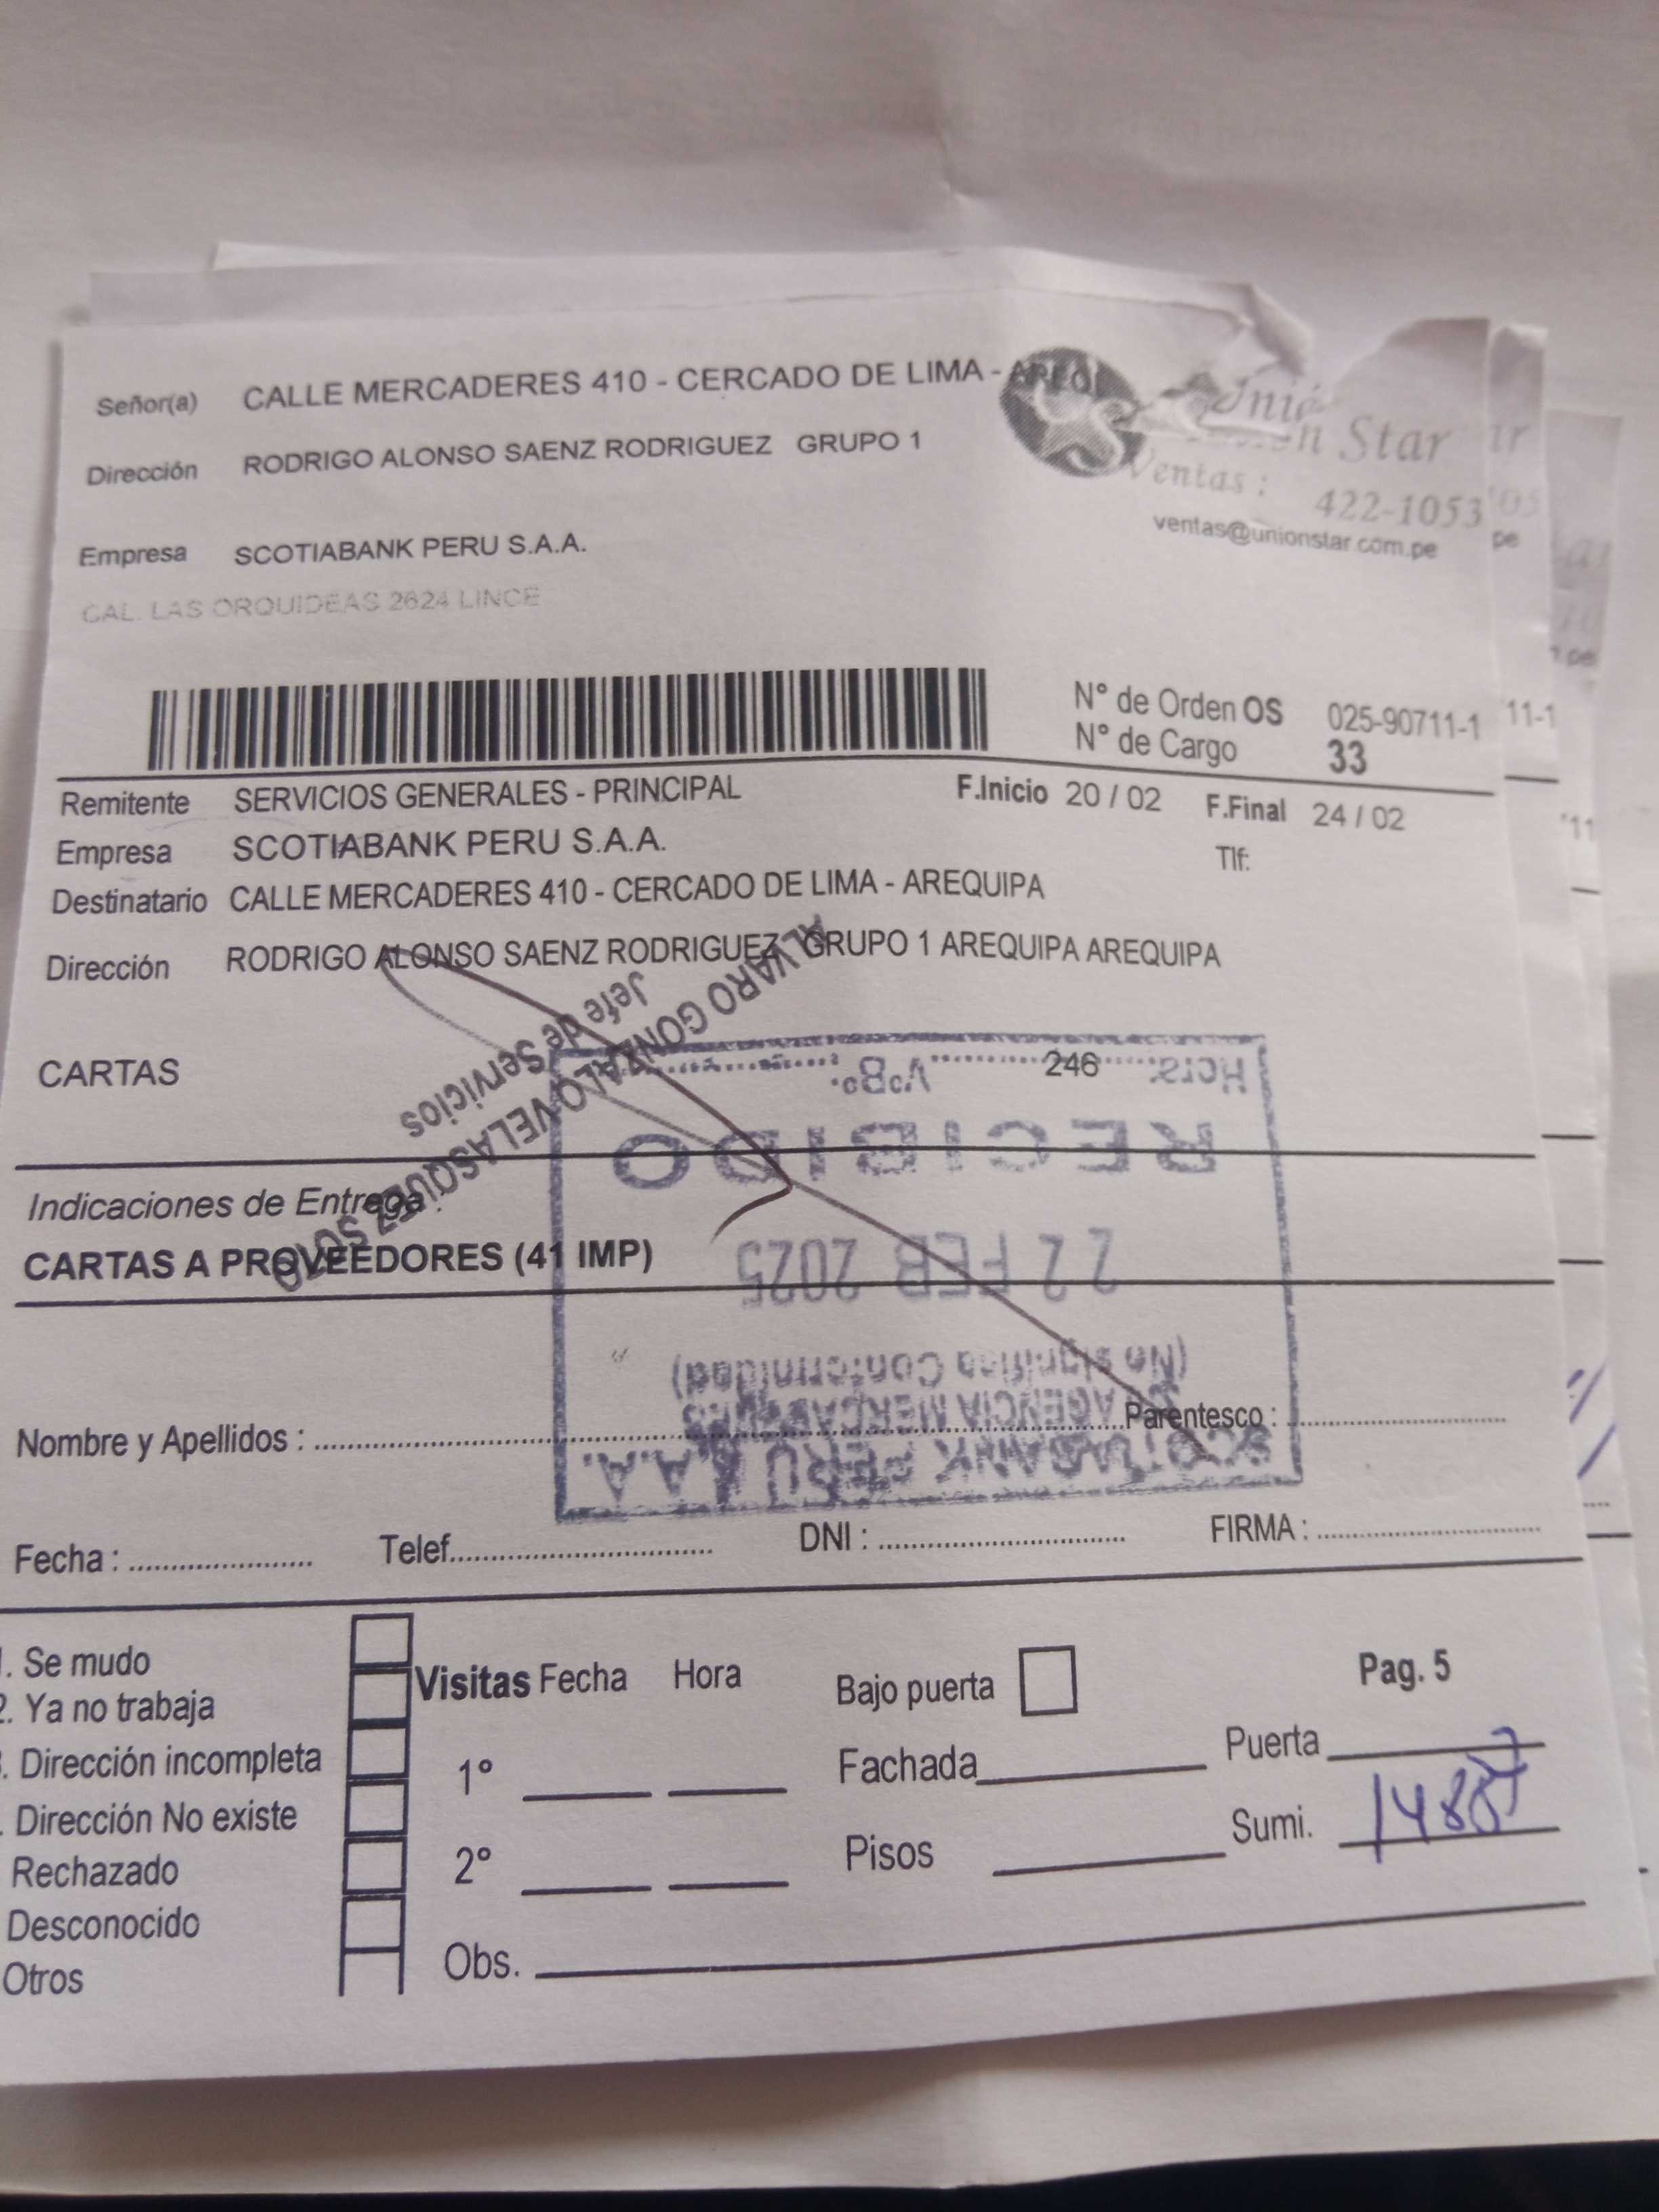 Señor(a) CALLE MERCADERES 410 - CERCADO DE LIMA - AREQ
Dirección RODRIGO ALONSO SAENZ RODRIGUEZ GRUPO 1
Star
Ventas : 422-1053
ventas@unionstar.com.pe
Empresa SCOTIABANK PERU S.A.A.
CAL. LAS ORQUIDEAS 2624 LINCE
N° de Orden OS 025-90711-1
N° de Cargo 33
Remitente SERVICIOS GENERALES - PRINCIPAL F.Inicio 20 / 02 F.Final 24 / 02
Empresa SCOTIABANK PERU S.A.A. Tlf:
Destinatario CALLE MERCADERES 410 - CERCADO DE LIMA - AREQUIPA
Dirección RODRIGO ALONSO SAENZ RODRIGUEZ GRUPO 1 AREQUIPA AREQUIPA
CARTAS 246
Indicaciones de Entrega :
CARTAS A PROVEEDORES (41 IMP)
ALVARO GONZALO VELASQUEZ SOTO
Jefe de Servicios
SCOTIABANK PERU S.A.A.
AGENCIA MERCADERES
(No significa Conformidad)
22 FEB 2025
RECIBIDO
Hora: VoBo.
Nombre y Apellidos : Parentesco :
Fecha : Telef. DNI : FIRMA :
1. Se mudo
2. Ya no trabaja
. Dirección incompleta
. Dirección No existe
Rechazado
Desconocido
Otros
Visitas Fecha Hora
1°
2°
Obs.
Bajo puerta Pag. 5
Fachada Puerta
Pisos Sumi.